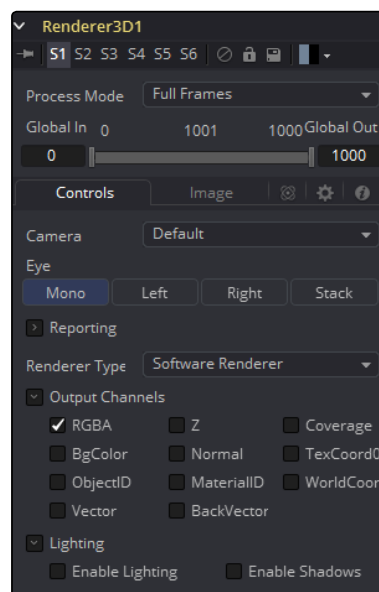 Renderer3D1
S1 S2 S3 S4 S5 S6
Process Mode Full Frames
Global In 0 1001 1000 Global Out
0 1000
Controls Image
Camera Default
Eye
Mono Left Right Stack
Reporting
Renderer Type Software Renderer
Output Channels
RGBA Z Coverage
BgColor Normal TexCoord0
ObjectID MaterialID WorldCoor
Vector BackVector
Lighting
Enable Lighting Enable Shadows